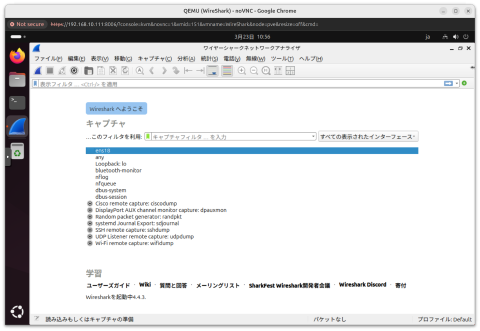 QEMU (WireShark) - noVNC - Google Chrome
Not secure https://192.168.10.111:8006/?console=kvm&novnc=1&vmid=151&vmname=WireShark&node=pve&resize=off&cmd=
3月23日 10:56 ja
ワイヤーシャークネットワークアナライザ
ファイル(F) 編集(E) 表示(V) 移動(G) キャプチャ(C) 分析(A) 統計(S) 電話(y) 無線(W) ツール(T) ヘルプ(H)
表示フィルタ … <Ctrl-/> を適用
Wiresharkへようこそ
キャプチャ
…このフィルタを利用: キャプチャフィルタ … を入力 すべての表示されたインターフェース
ens18
any
Loopback: lo
bluetooth-monitor
nflog
nfqueue
dbus-system
dbus-session
Cisco remote capture: ciscodump
DisplayPort AUX channel monitor capture: dpauxmon
Random packet generator: randpkt
systemd Journal Export: sdjournal
SSH remote capture: sshdump
UDP Listener remote capture: udpdump
Wi-Fi remote capture: wifidump
学習
ユーザーズガイド · Wiki · 質問と回答 · メーリングリスト · SharkFest Wireshark開発者会議 · Wireshark Discord · 寄付
Wiresharkを起動中4.4.3.
読み込みもしくはキャプチャの準備 パケットなし プロファイル: Default